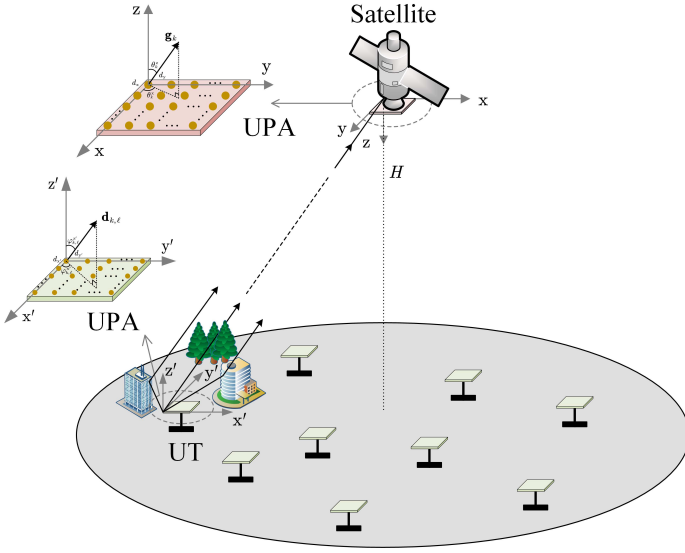 Satellite
z
g_k
y
x
UPA
x
y
z
H
z′
d_{k,ℓ}
y′
x′
UPA
z′
y′
x′
UT